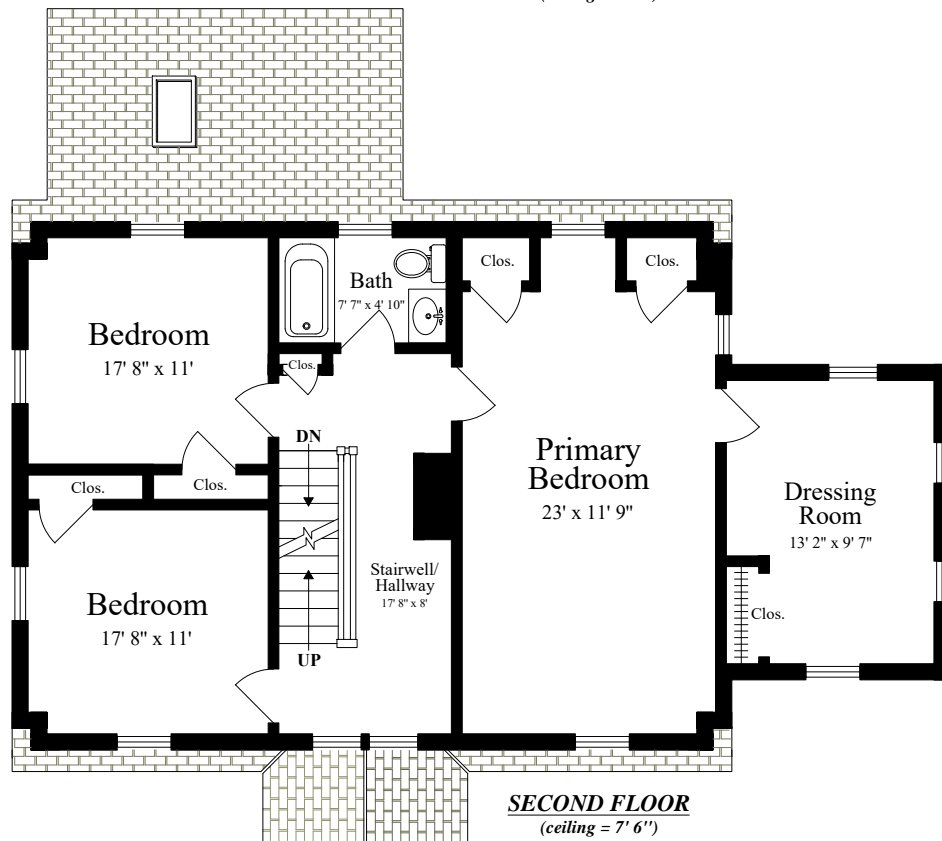 Clos.
Clos.
Bath
7' 7" x 4' 10"
Bedroom
17' 8" x 11'
Clos.
DN
Primary
Bedroom
23' x 11' 9"
Clos.
Clos.
Dressing
Room
13' 2" x 9' 7"
Stairwell/
Hallway
17' 8" x 8'
Bedroom
17' 8" x 11'
Clos.
UP
SECOND FLOOR
(ceiling = 7' 6")